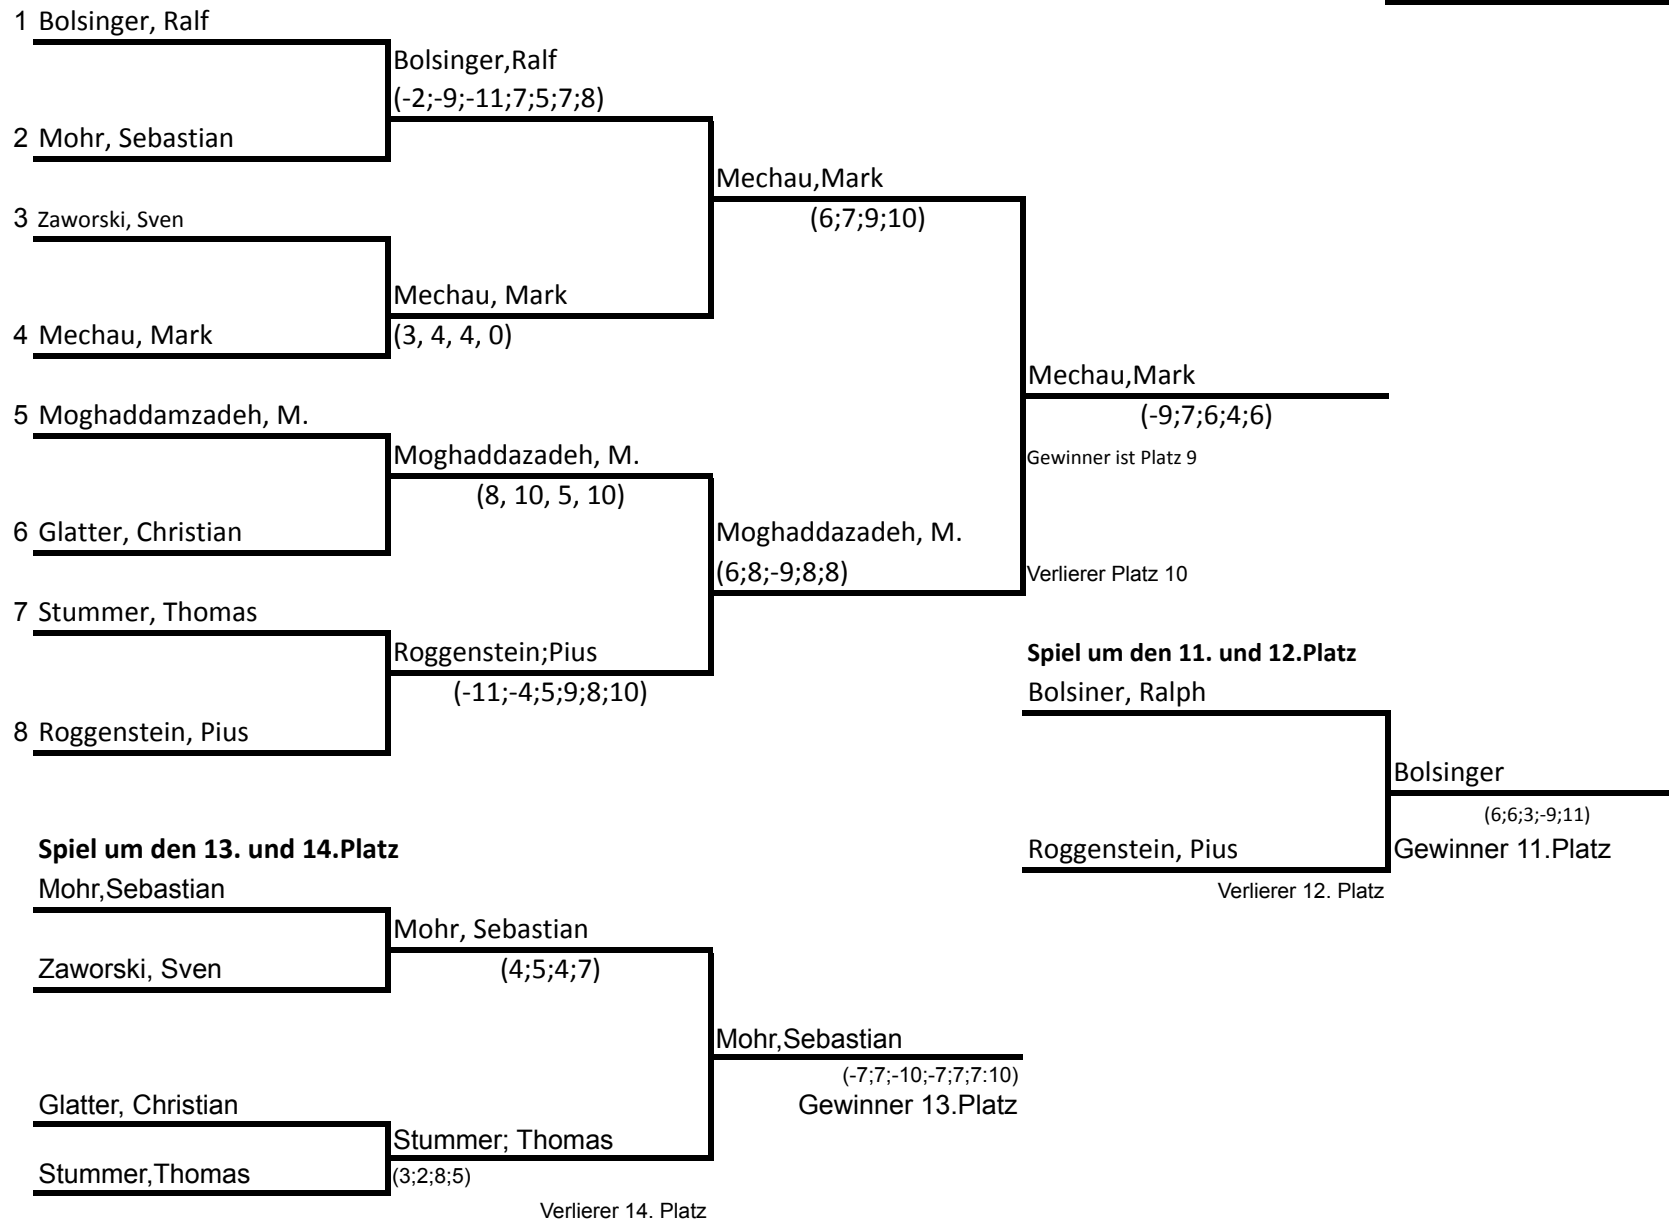 1 Bolsinger, Ralf
Bolsinger,Ralf
(-2;-9;-11;7;5;7;8)
2 Mohr, Sebastian
Mechau,Mark
(6;7;9;10)
3 Zaworski, Sven
Mechau, Mark
(3, 4, 4, 0)
4 Mechau, Mark
Mechau,Mark
(-9;7;6;4;6)
Gewinner ist Platz 9
5 Moghaddamzadeh, M.
Moghaddazadeh, M.
(8, 10, 5, 10)
6 Glatter, Christian
Moghaddazadeh, M.
(6;8;-9;8;8)
Verlierer Platz 10
7 Stummer, Thomas
Roggenstein;Pius
(-11;-4;5;9;8;10)
8 Roggenstein, Pius
Spiel um den 11. und 12.Platz
Bolsiner, Ralph
Bolsinger
(6;6;3;-9;11)
Roggenstein, Pius
Gewinner 11.Platz
Verlierer 12. Platz
Spiel um den 13. und 14.Platz
Mohr,Sebastian
Mohr, Sebastian
Zaworski, Sven
(4;5;4;7)
Mohr,Sebastian
(-7;7;-10;-7;7;7:10)
Gewinner 13.Platz
Glatter, Christian
Stummer; Thomas
Stummer,Thomas
(3;2;8;5)
Verlierer 14. Platz